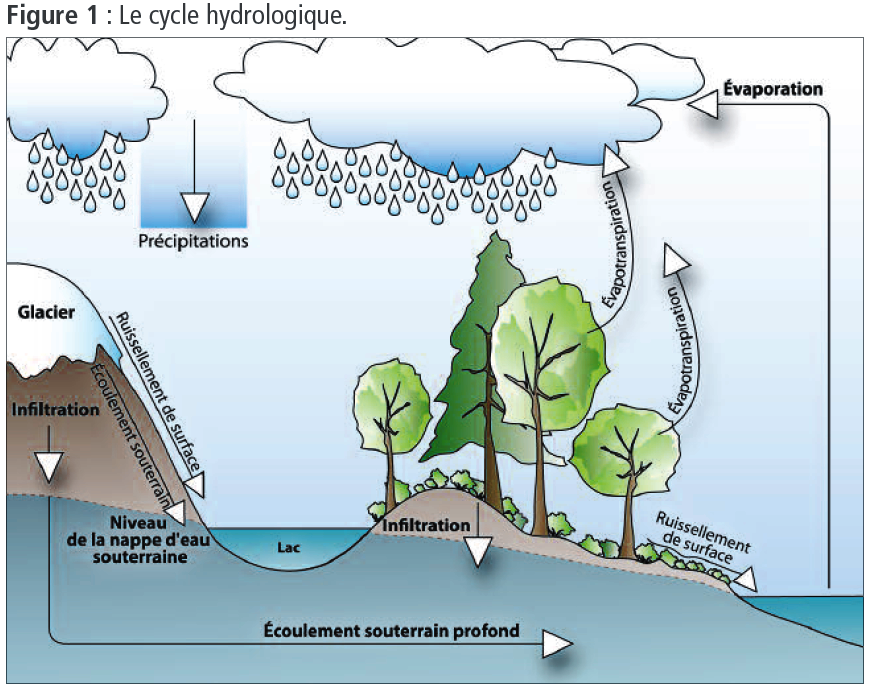 Figure 1 : Le cycle hydrologique.
Évaporation
Précipitations
Évapotranspiration
Évapotranspiration
Glacier
Ruissellement de surface
Écoulement souterrain
Infiltration
Niveau
de la nappe d'eau
souterraine
Lac
Infiltration
Ruissellement
de surface
Écoulement souterrain profond